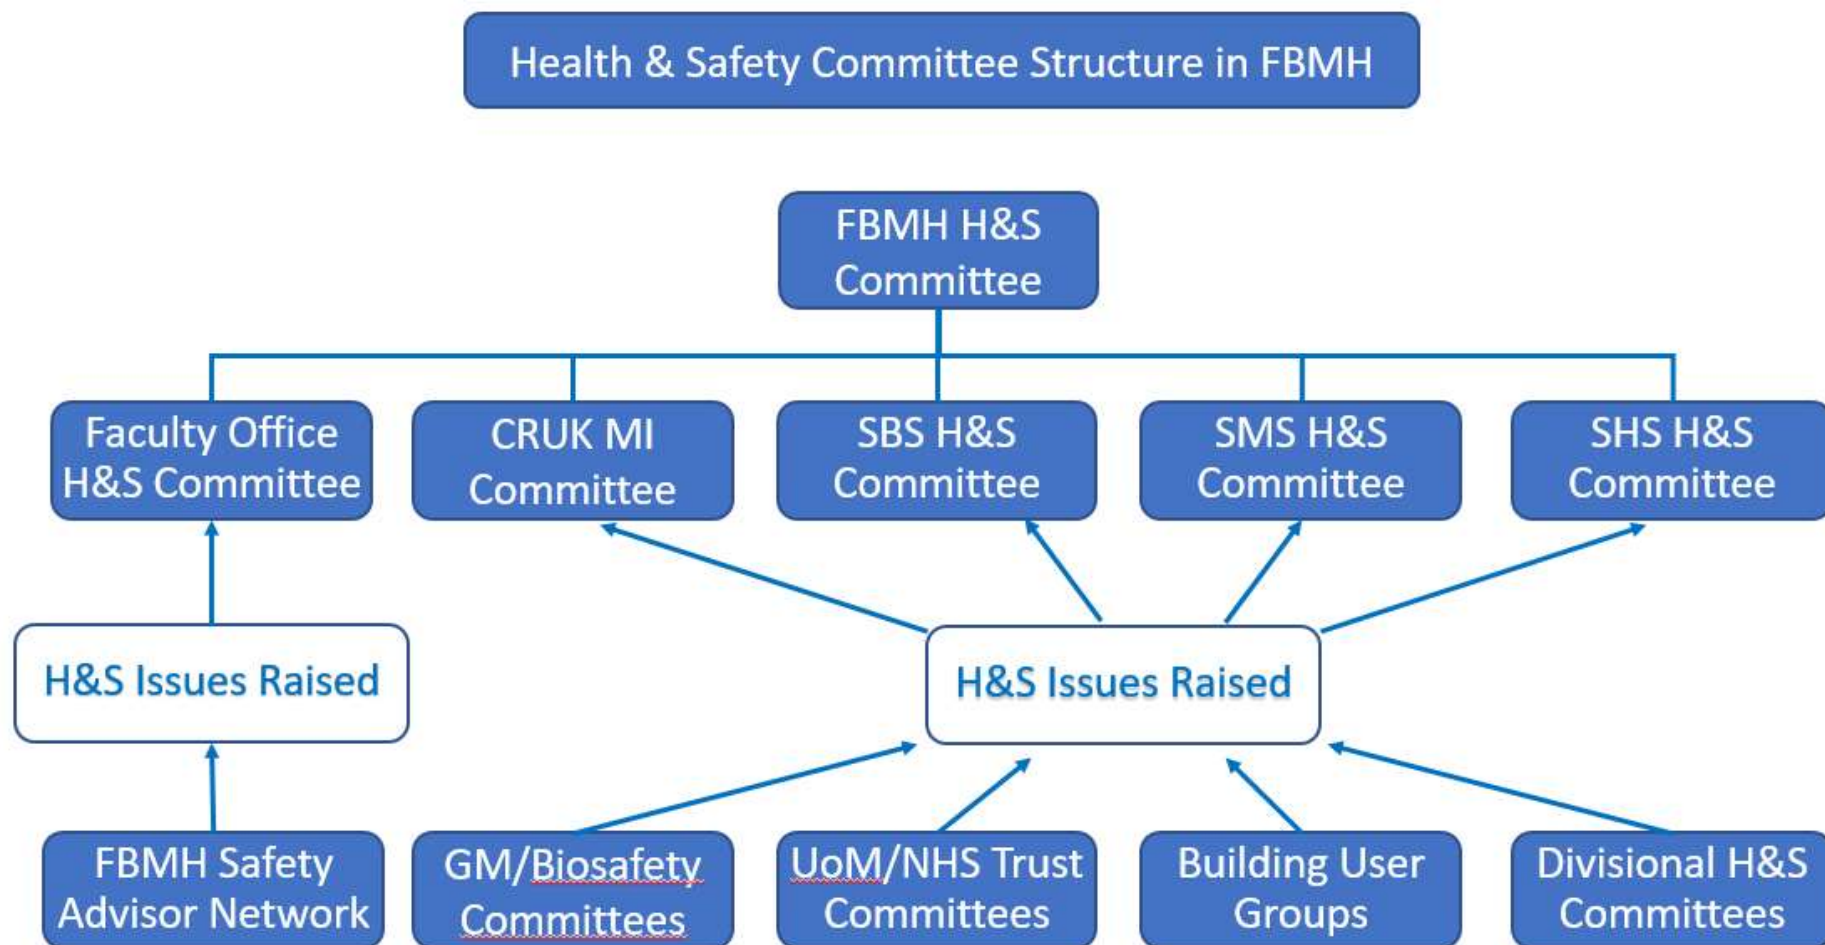 Health & Safety Committee Structure in FBMH
FBMH H&S
Committee
Faculty Office
H&S Committee
CRUK MI
Committee
SBS H&S
Committee
SMS H&S
Committee
SHS H&S
Committee
H&S Issues Raised
H&S Issues Raised
FBMH Safety
Advisor Network
GM/Biosafety
Committees
UoM/NHS Trust
Committees
Building User
Groups
Divisional H&S
Committees